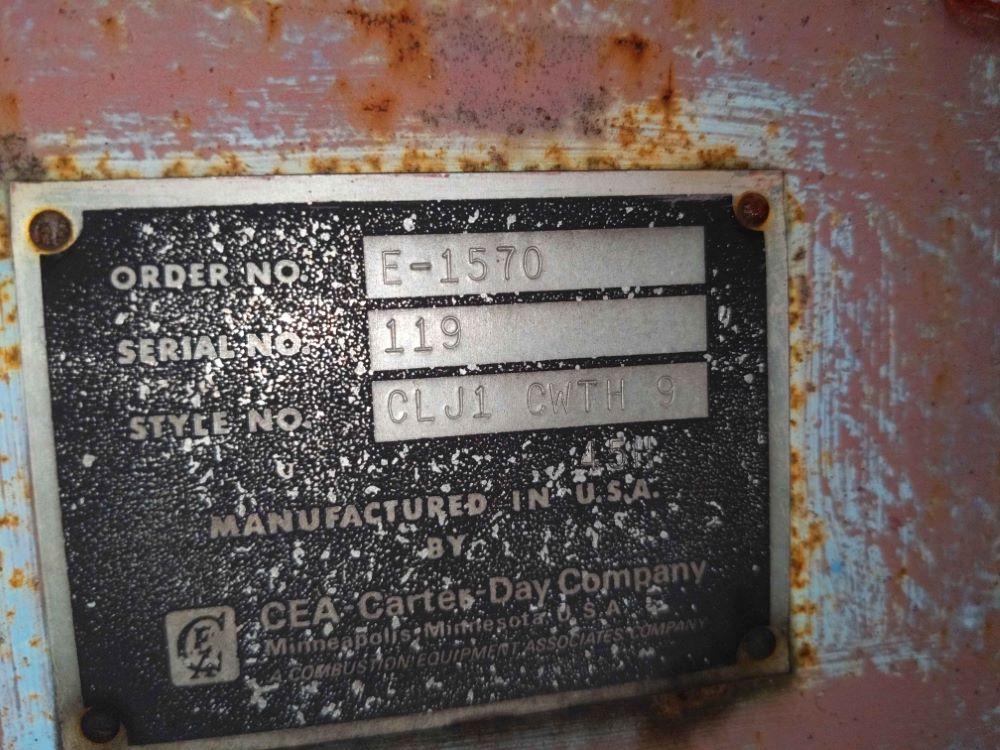 ORDER NO. E-1570
SERIAL NO. 119
STYLE NO. CLJ1 CWTH 9
MANUFACTURED IN U.S.A.
BY
CEA CEA-Carter-Day Company
Minneapolis, Minnesota, U.S.A.
A COMBUSTION EQUIPMENT ASSOCIATES COMPANY